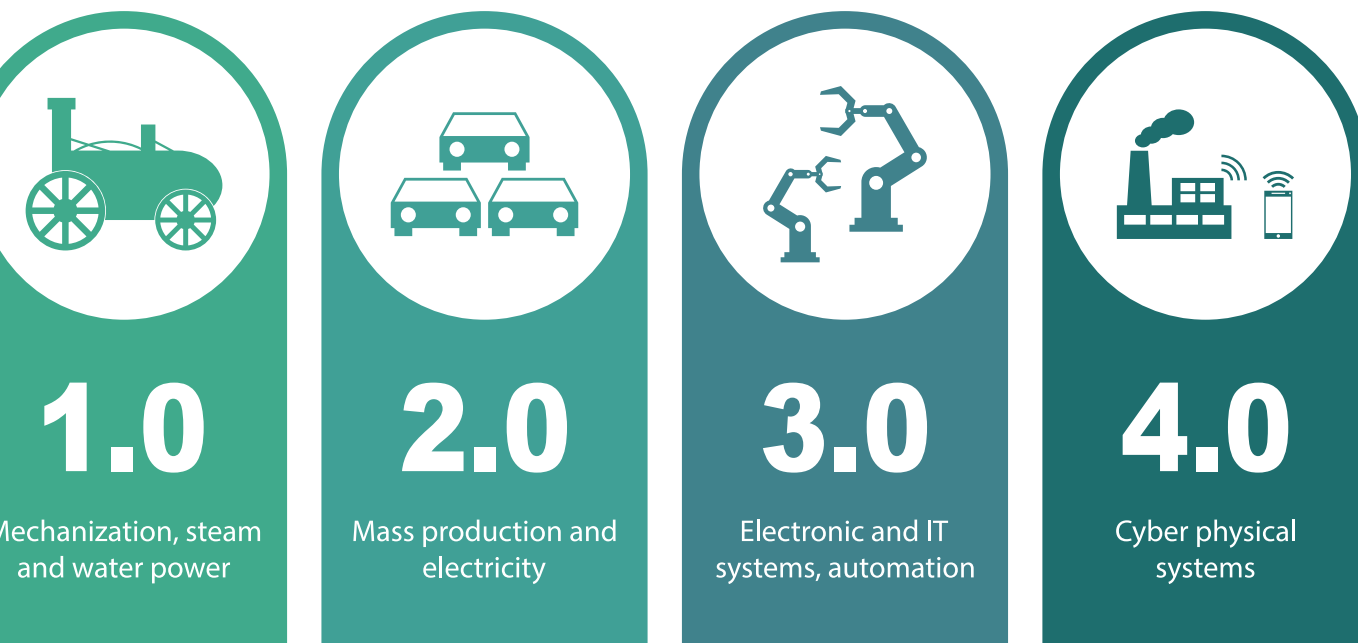 1.0
Mechanization, steam
and water power
2.0
Mass production and
electricity
3.0
Electronic and IT
systems, automation
4.0
Cyber physical
systems